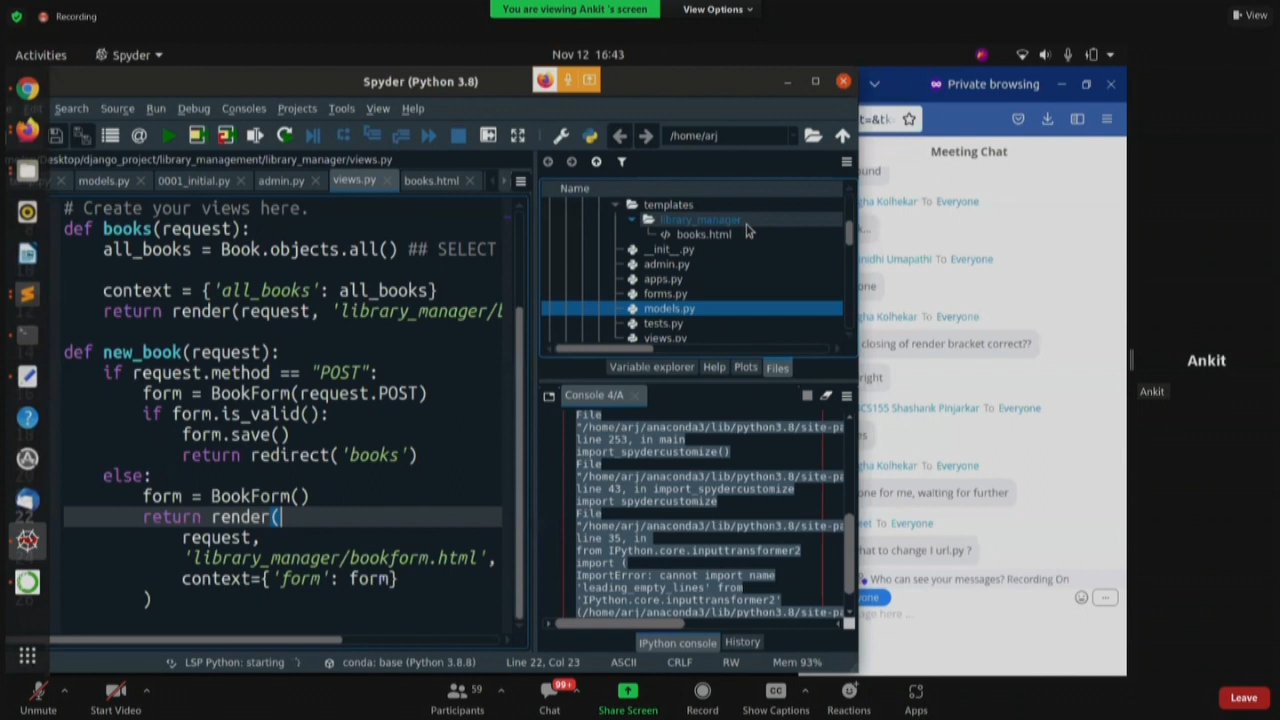 Recording
You are viewing Ankit 's screen
View Options
View
Activities
Spyder
Nov 12 16:43
Spyder (Python 3.8)
Private browsing
Edit
Search
Source
Run
Debug
Consoles
Projects
Tools
View
Help
/home/arj
t=&tk
esktop/django_project/library_management/library_manager/views.py
models.py
0001_initial.py
admin.py
views.py
books.html
Name
templates
library_manager
books.html
__init__.py
admin.py
apps.py
forms.py
models.py
tests.py
views.py
# Create your views here.
def books(request):
all_books = Book.objects.all() ## SELECT
context = {'all_books': all_books}
return render(request, 'library_manager/b
def new_book(request):
if request.method == "POST":
form = BookForm(request.POST)
if form.is_valid():
form.save()
return redirect('books')
else:
form = BookForm()
return render(
request,
'library_manager/bookform.html',
context={'form': form}
)
Variable explorer
Help
Plots
Files
Console 4/A
File
"/home/arj/anaconda3/lib/python3.8/site-pa
line 253, in main
import_spydercustomize()
File
"/home/arj/anaconda3/lib/python3.8/site-pa
line 43, in import_spydercustomize
import spydercustomize
File
"/home/arj/anaconda3/lib/python3.8/site-pa
line 35, in
from IPython.core.inputtransformer2
import (
ImportError: cannot import name
'leading_empty_lines' from
'IPython.core.inputtransformer2'
(/home/arj/anaconda3/lib/python3.8/site-pa
IPython console
History
LSP Python: starting
conda: base (Python 3.8.8)
Line 22, Col 23
ASCII
CRLF
RW
Mem 93%
Meeting Chat
ound
gha Kolhekar To Everyone
inidhi Umapathi To Everyone
one
gha Kolhekar To Everyone
closing of render bracket correct??
right
CS155 Shashank Pinjarkar To Everyone
es
gha Kolhekar To Everyone
one for me, waiting for further
eet To Everyone
hat to change I url.py ?
Who can see your messages? Recording On
yone
age here ...
Ankit
Ankit
Unmute
Start Video
59
Participants
99+
Chat
Share Screen
Record
CC
Show Captions
Reactions
Apps
Leave